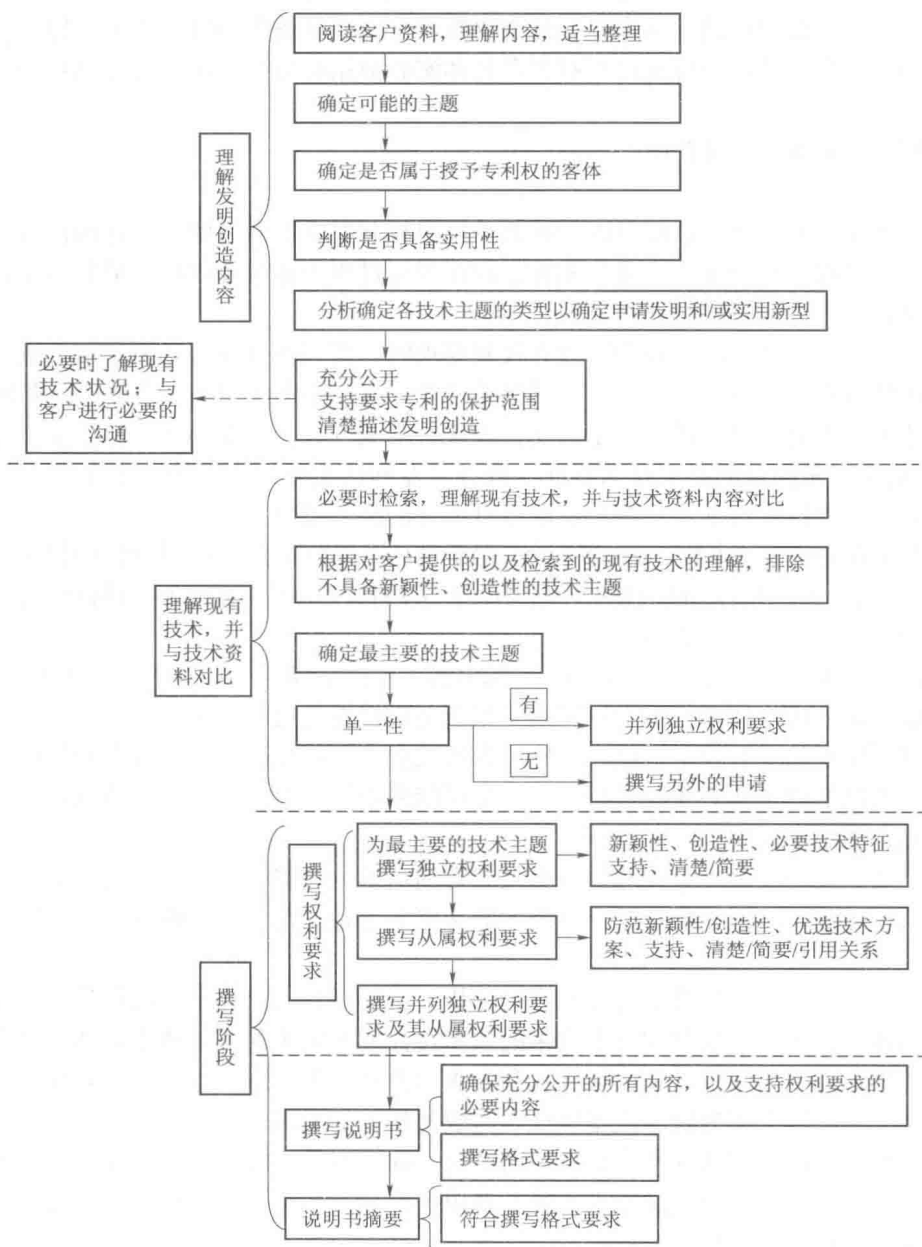 阅读客户资料，理解内容，适当整理
确定可能的主题
确定是否属于授予专利权的客体
判断是否具备实用性
分析确定各技术主题的类型以确定申请发明和/或实用新型
充分公开
支持要求专利的保护范围
清楚描述发明创造
理解发明创造内容
必要时了解现有
技术状况；与
客户进行必要的
沟通
必要时检索，理解现有技术，并与技术资料内容对比
根据对客户提供的以及检索到的现有技术的理解，排除
不具备新颖性、创造性的技术主题
理解现有
技术，并
与技术资
料对比
确定最主要的技术主题
单一性
有
并列独立权利要求
无
撰写另外的申请
撰写阶段
撰写权利要求
为最主要的技术主题
撰写独立权利要求
新颖性、创造性、必要技术特征
支持、清楚/简要
撰写从属权利要求
防范新颖性/创造性、优选技术方
案、支持、清楚/简要/引用关系
撰写并列独立权利要
求及其从属权利要求
撰写说明书
确保充分公开的所有内容，以及支持权利要求的
必要内容
撰写格式要求
说明书摘要
符合撰写格式要求